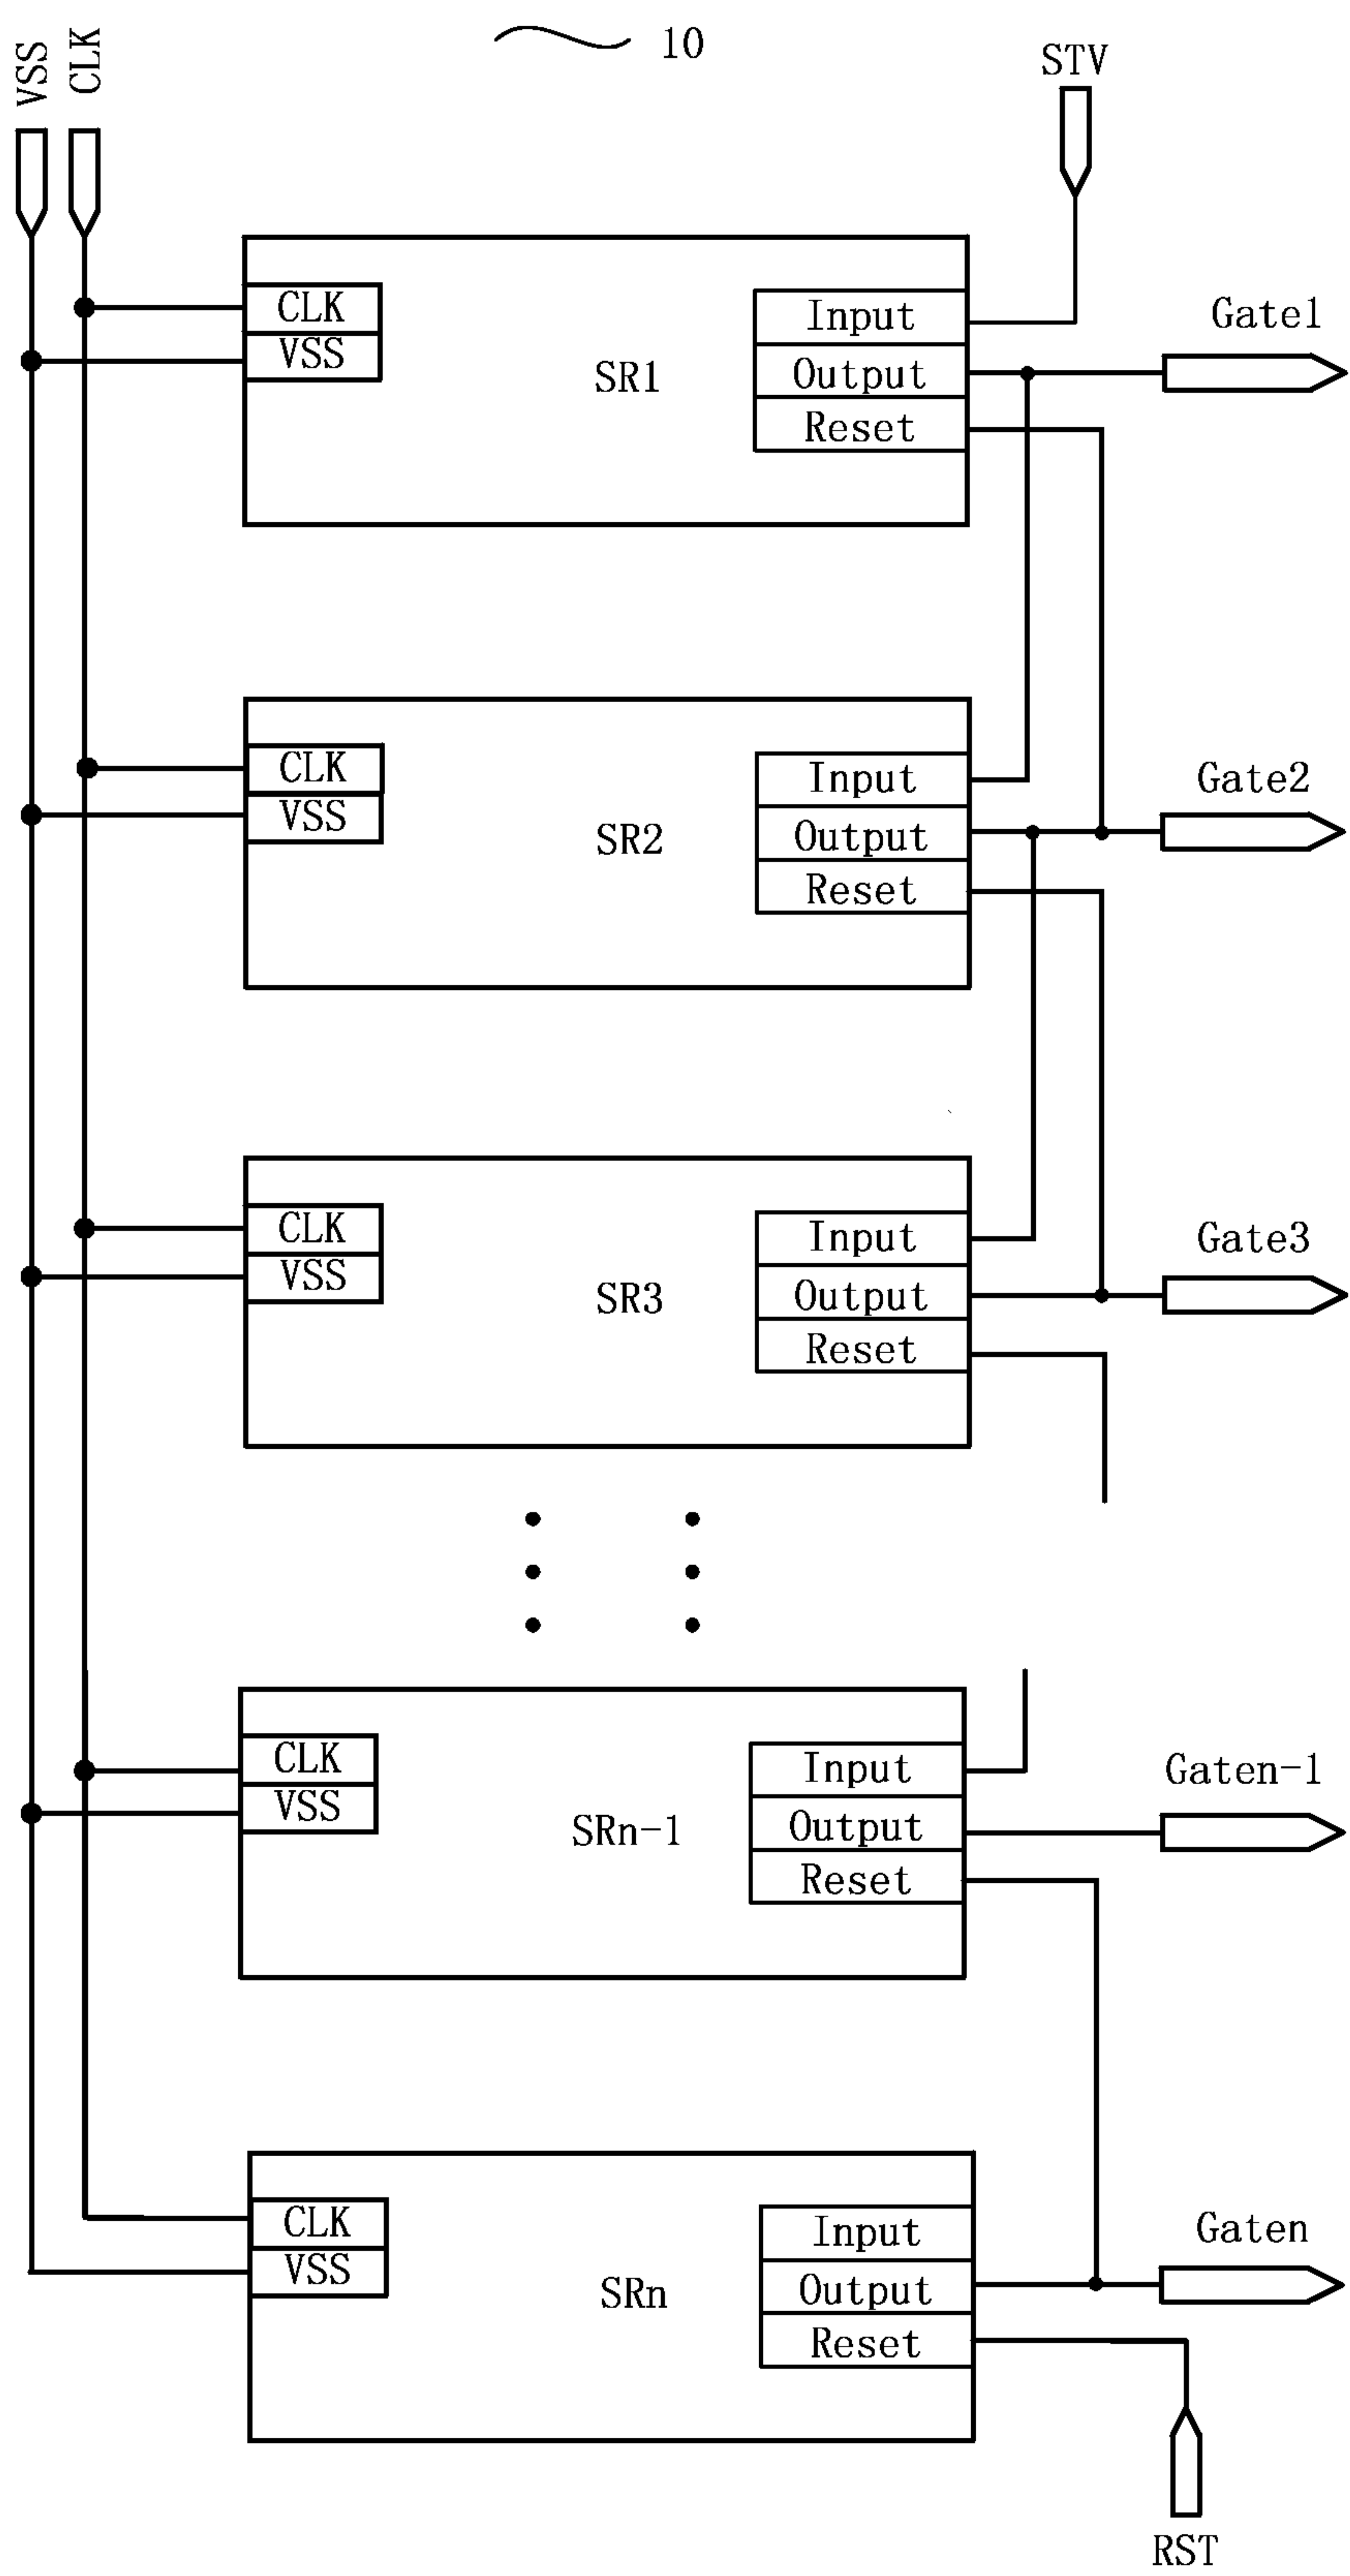 10
VSS
CLK
STV
CLK
VSS
SR1
Input
Output
Reset
Gate1
CLK
VSS
SR2
Input
Output
Reset
Gate2
CLK
VSS
SR3
Input
Output
Reset
Gate3
CLK
VSS
SRn-1
Input
Output
Reset
Gaten-1
CLK
VSS
SRn
Input
Output
Reset
Gaten
RST